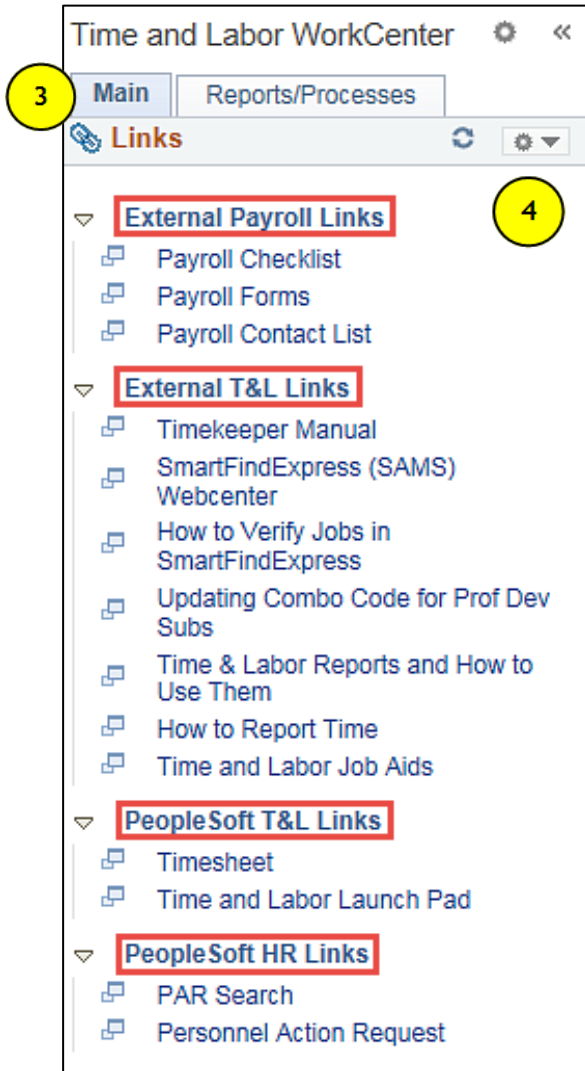 Time and Labor WorkCenter
3
Main
Reports/Processes
Links
4
External Payroll Links
Payroll Checklist
Payroll Forms
Payroll Contact List
External T&L Links
Timekeeper Manual
SmartFindExpress (SAMS)
Webcenter
How to Verify Jobs in
SmartFindExpress
Updating Combo Code for Prof Dev
Subs
Time & Labor Reports and How to
Use Them
How to Report Time
Time and Labor Job Aids
PeopleSoft T&L Links
Timesheet
Time and Labor Launch Pad
PeopleSoft HR Links
PAR Search
Personnel Action Request